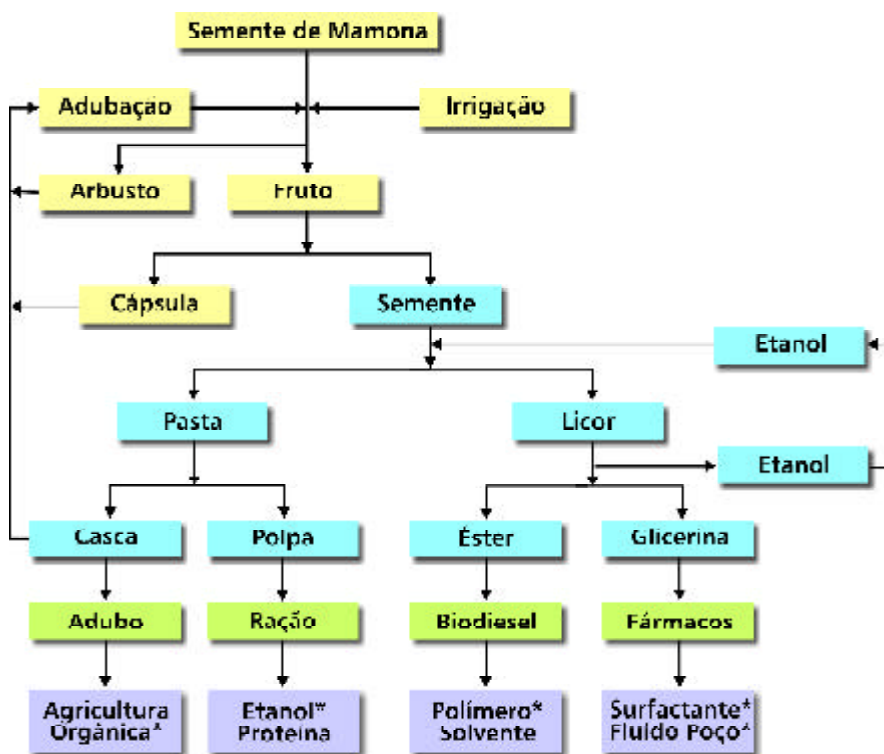 Semente de Mamona
Adubação
Irrigação
Arbusto
Fruto
Cápsula
Semente
Etanol
Pasta
Licor
Etanol
Casca
Polpa
Éster
Glicerina
Adubo
Ração
Biodiesel
Fármacos
Agricultura
Orgânica*
Etanol*
Proteína
Polímero*
Solvente
Surfactante*
Fluído Poço*